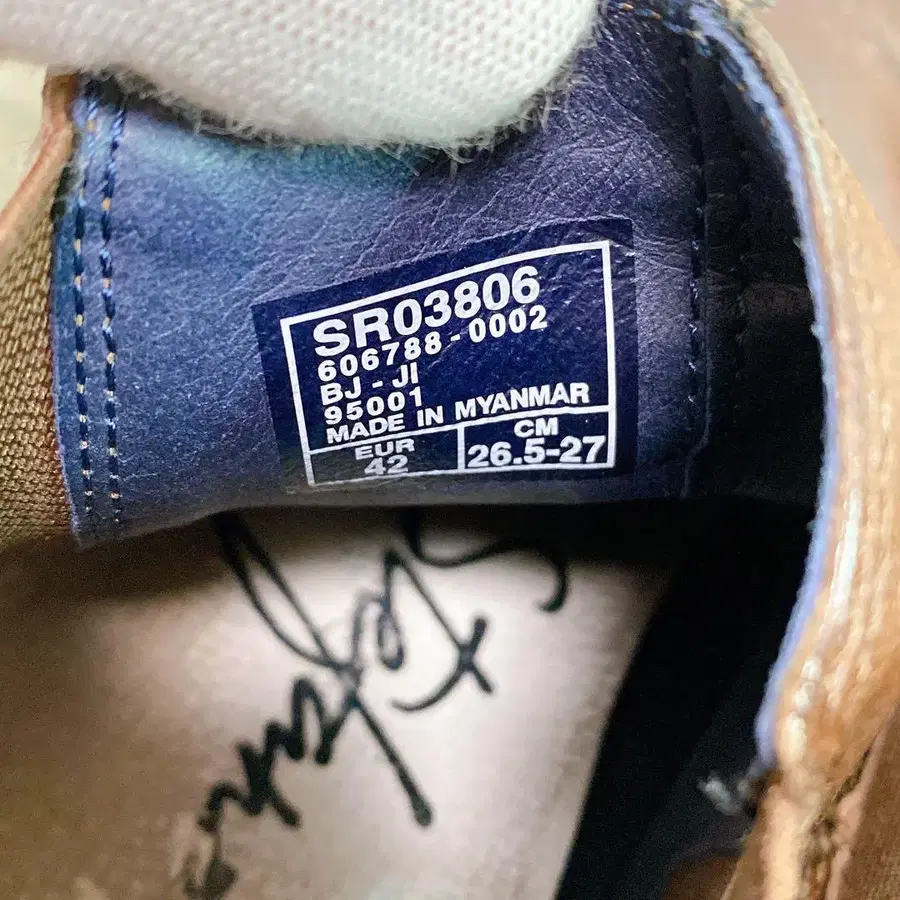 SR03806
606788-0002
BJ-JI
95001
MADE IN MYANMAR
EUR CM
42 26.5-27